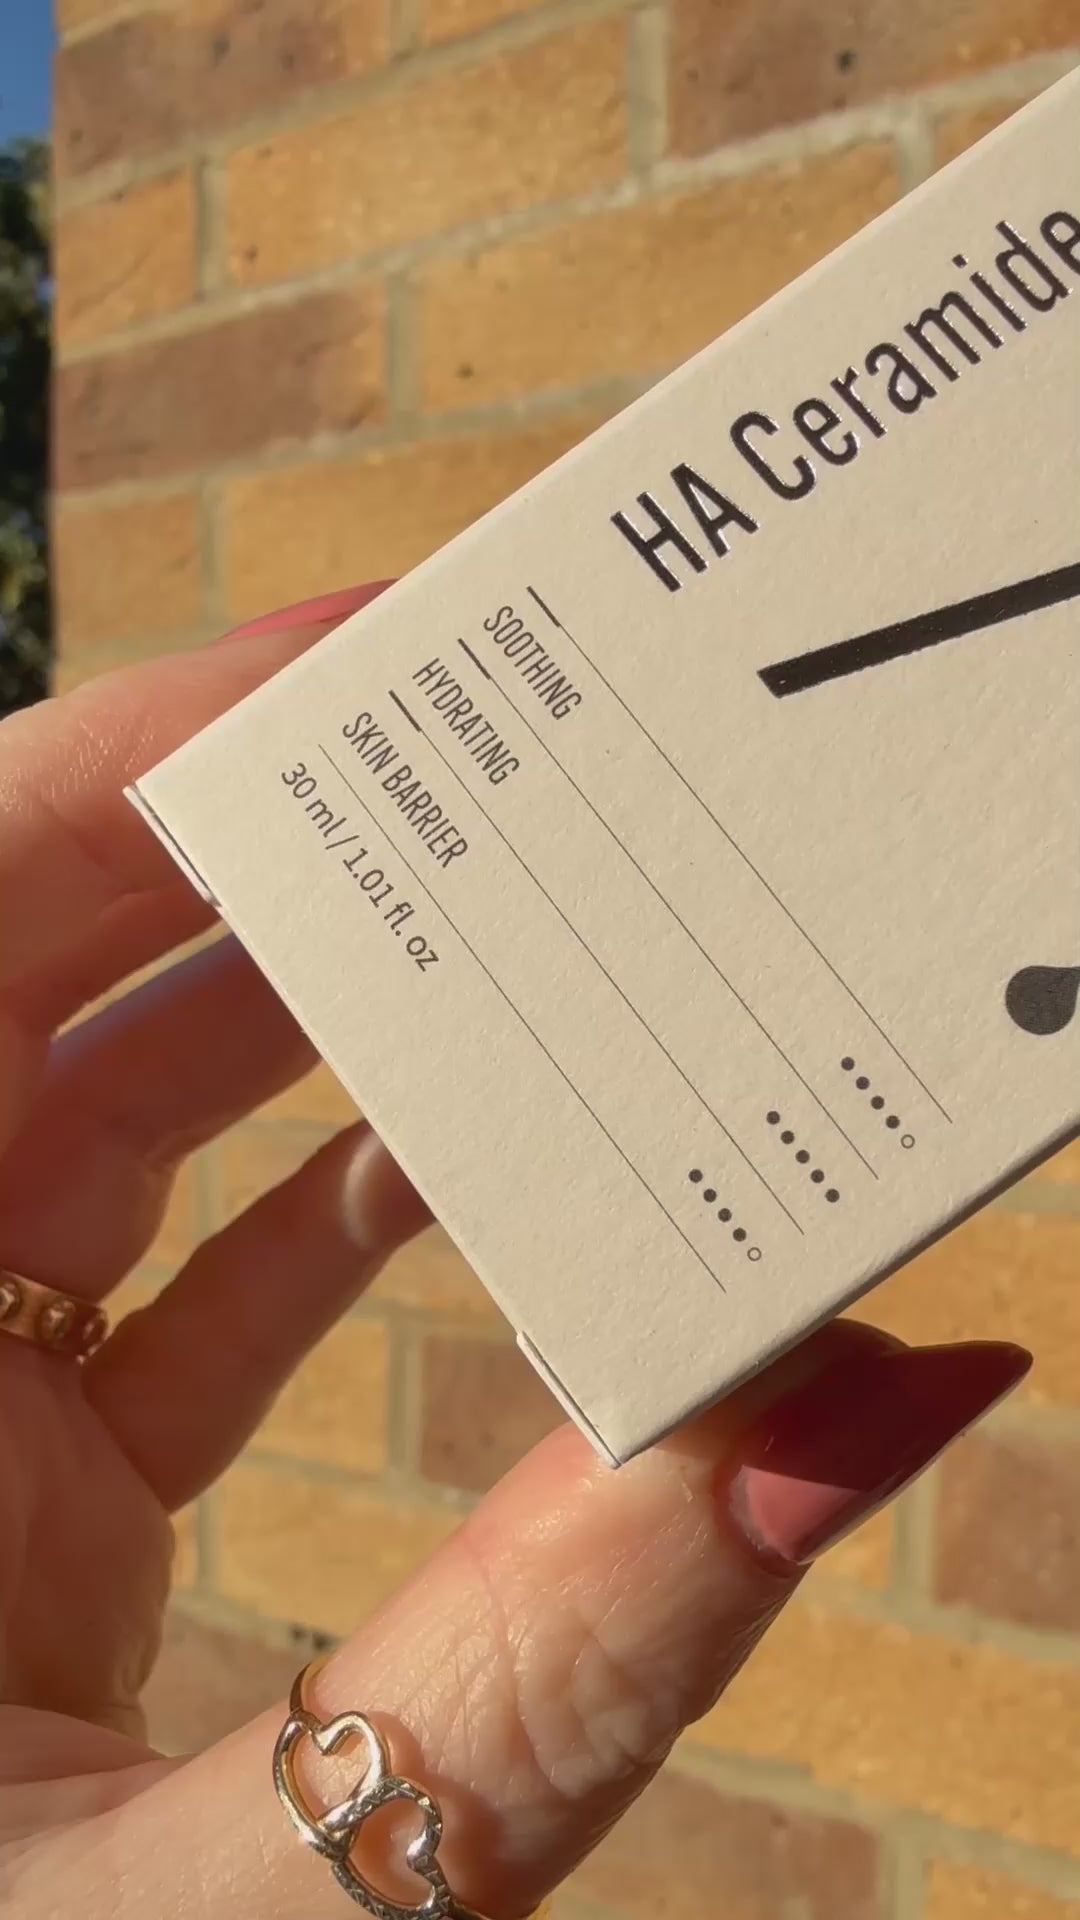 HA Ceramide
SOOTHING
HYDRATING
SKIN BARRIER
30 ml / 1.01 fl. oz